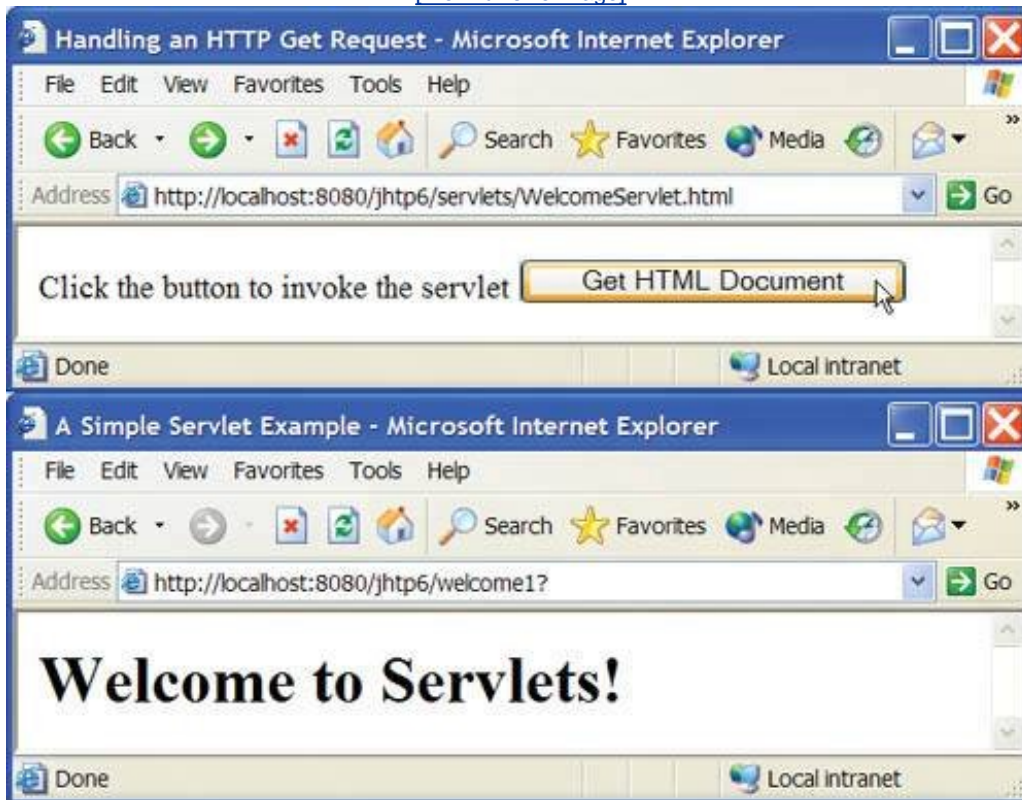 Handling an HTTP Get Request - Microsoft Internet Explorer
File Edit View Favorites Tools Help
Back Search Favorites Media »
Address http://localhost:8080/jhtp6/servlets/WelcomeServlet.html Go
Click the button to invoke the servlet Get HTML Document
Done Local intranet
A Simple Servlet Example - Microsoft Internet Explorer
File Edit View Favorites Tools Help
Back Search Favorites Media »
Address http://localhost:8080/jhtp6/welcome1? Go
Welcome to Servlets!
Done Local intranet